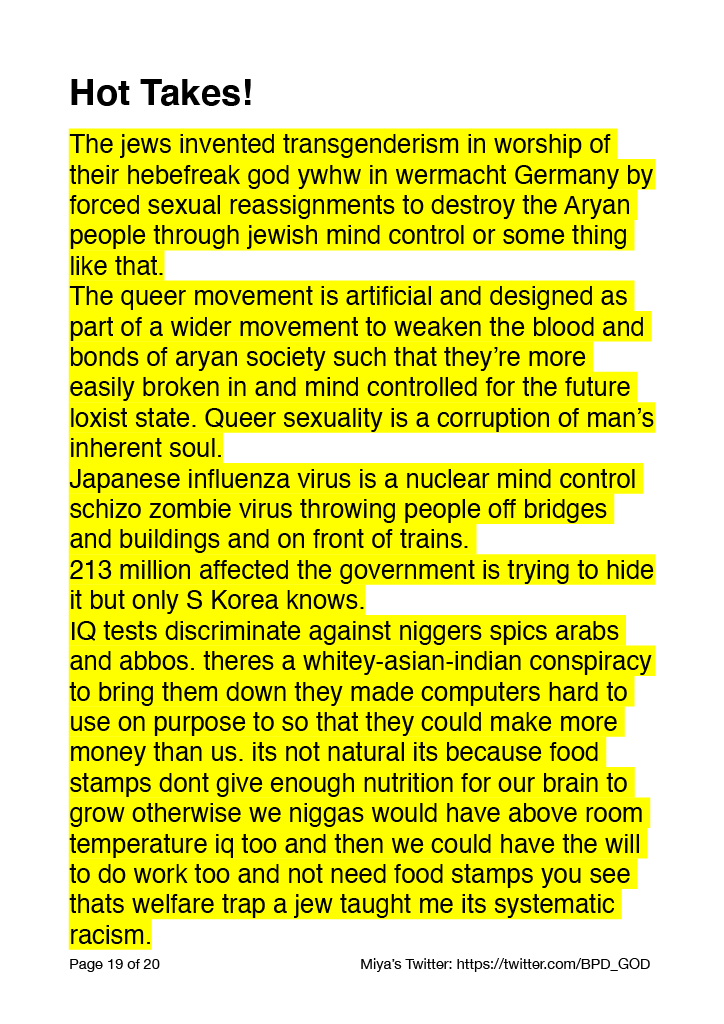 Hot Takes!
The jews invented transgenderism in worship of
their hebefreak god ywhw in wermacht Germany by
forced sexual reassignments to destroy the Aryan
people through jewish mind control or some thing
like that.
The queer movement is artificial and designed as
part of a wider movement to weaken the blood and
bonds of aryan society such that they’re more
easily broken in and mind controlled for the future
loxist state. Queer sexuality is a corruption of man’s
inherent soul.
Japanese influenza virus is a nuclear mind control
schizo zombie virus throwing people off bridges
and buildings and on front of trains.
213 million affected the government is trying to hide
it but only S Korea knows.
IQ tests discriminate against niggers spics arabs
and abbos. theres a whitey-asian-indian conspiracy
to bring them down they made computers hard to
use on purpose to so that they could make more
money than us. its not natural its because food
stamps dont give enough nutrition for our brain to
grow otherwise we niggas would have above room
temperature iq too and then we could have the will
to do work too and not need food stamps you see
thats welfare trap a jew taught me its systematic
racism.
Page 19 of 20 Miya’s Twitter: https://twitter.com/BPD_GOD